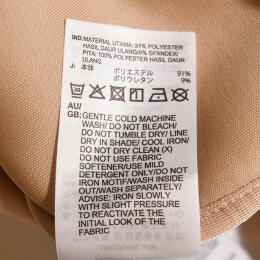 IND:MATERIAL UTAMA: 91% POLYESTER
HASIL DAUR ULANG/9% SPANDEX/
PITA: 100% POLYESTER HASIL DAUR
ULANG
J: 本体
ポリエステル 91%
ポリウレタン 9%
30
AU/
GB: GENTLE COLD MACHINE
WASH/ DO NOT BLEACH/
DO NOT TUMBLE DRY/ LINE
DRY IN SHADE/ COOL IRON/
DO NOT DRY CLEAN (X)
DO NOT USE FABRIC
SOFTENER/USE MILD
DETERGENT ONLY/DO NOT
IRON MOTIF/WASH INSIDE
OUT/WASH SEPARATELY/
ADVISE: IRON SLOWLY
WITH SLIGHT PRESSURE
TO REINSTATE THE
INITIAL LOOK OF THE
FABRIC